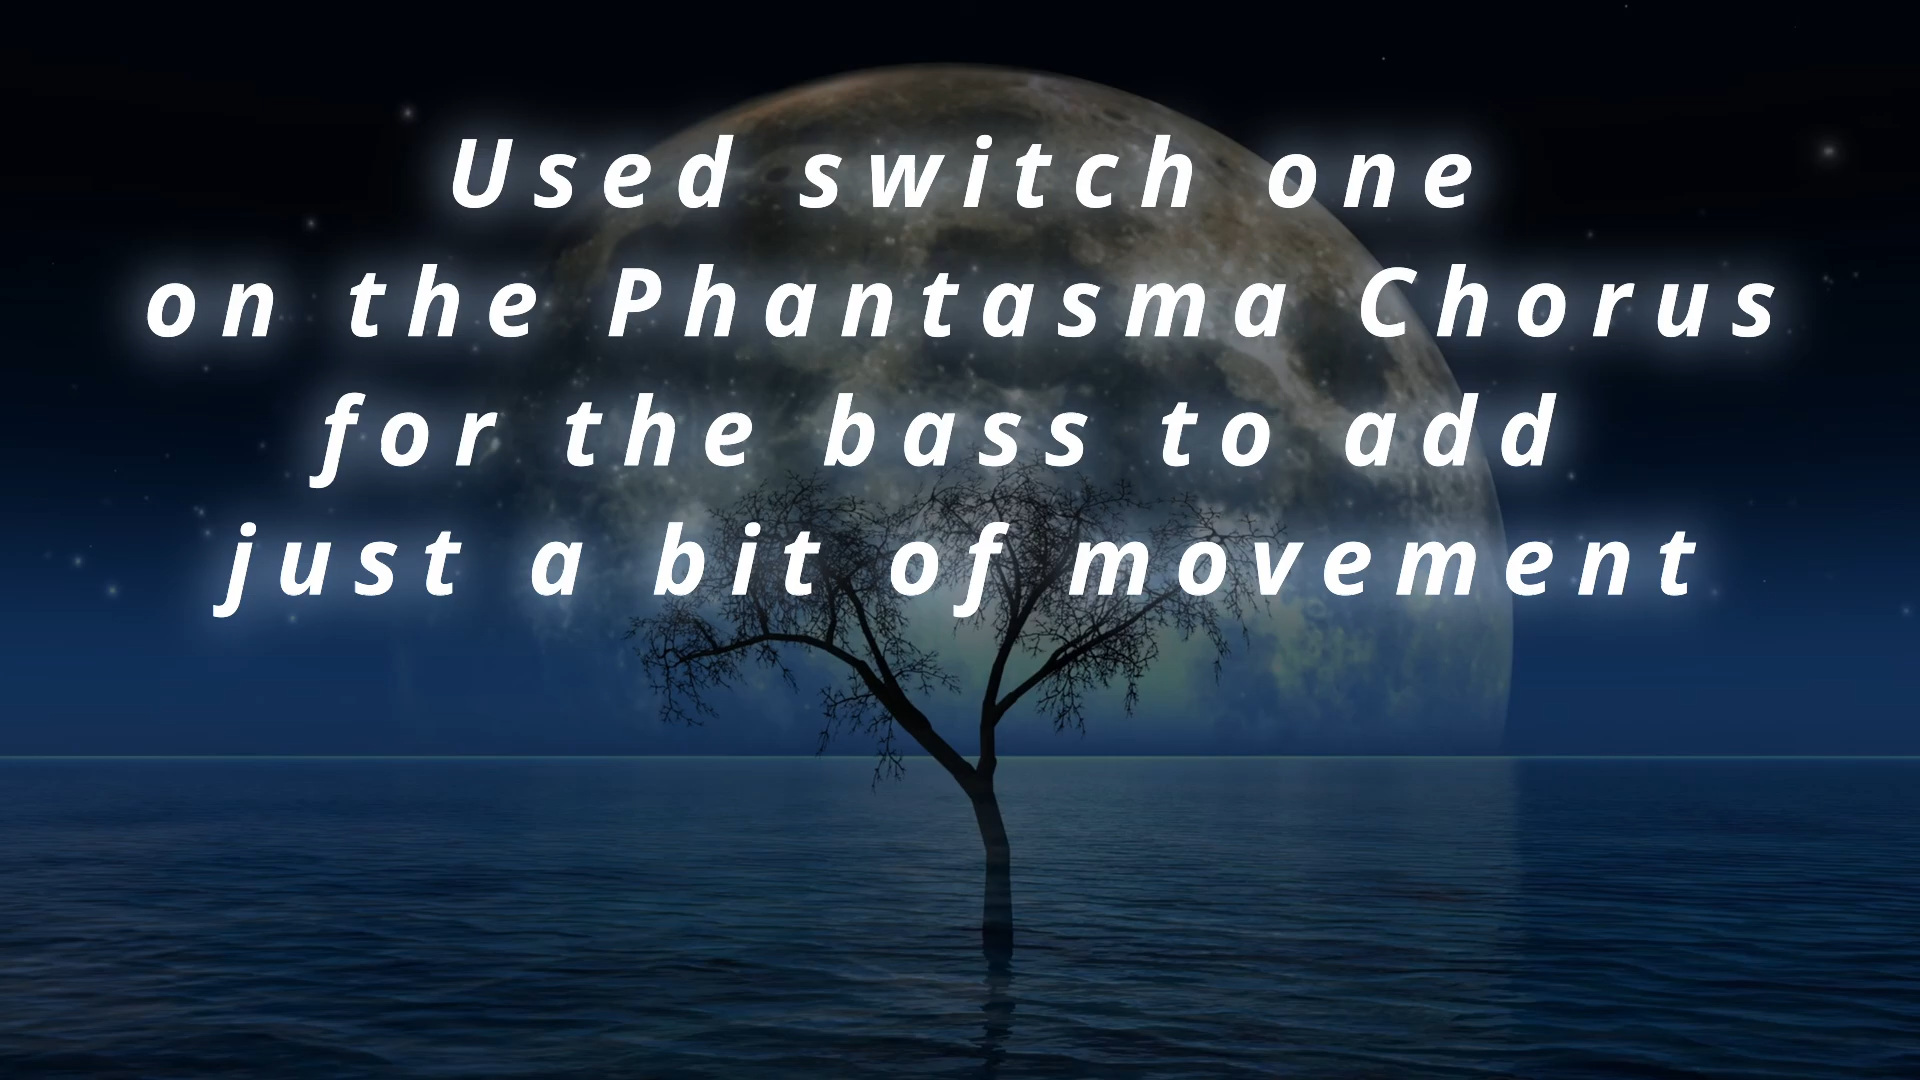 Used switch one
on the Phantasma Chorus
for the bass to add
just a bit of movement